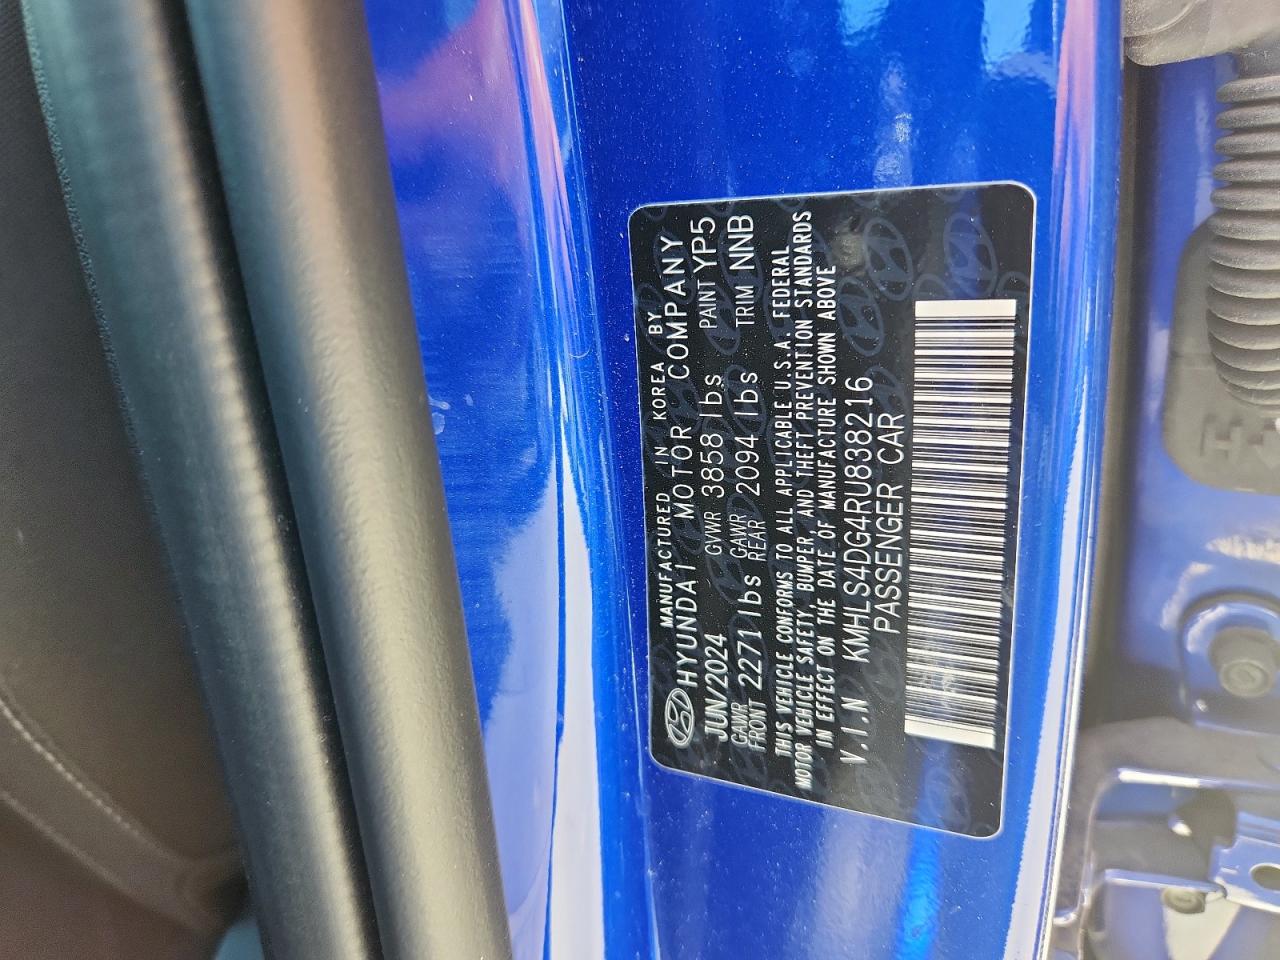 MANUFACTURED IN KOREA BY
HYUNDAI MOTOR COMPANY
JUN/2024 GVWR 3858 lbs PAINT YP5
GAWR FRONT 2271 lbs GAWR REAR 2094 lbs TRIM NNB
THIS VEHICLE CONFORMS TO ALL APPLICABLE U.S.A. FEDERAL
MOTOR VEHICLE SAFETY, BUMPER, AND THEFT PREVENTION STANDARDS
IN EFFECT ON THE DATE OF MANUFACTURE SHOWN ABOVE
V.I.N KMHLS4DG4RU838216
PASSENGER CAR